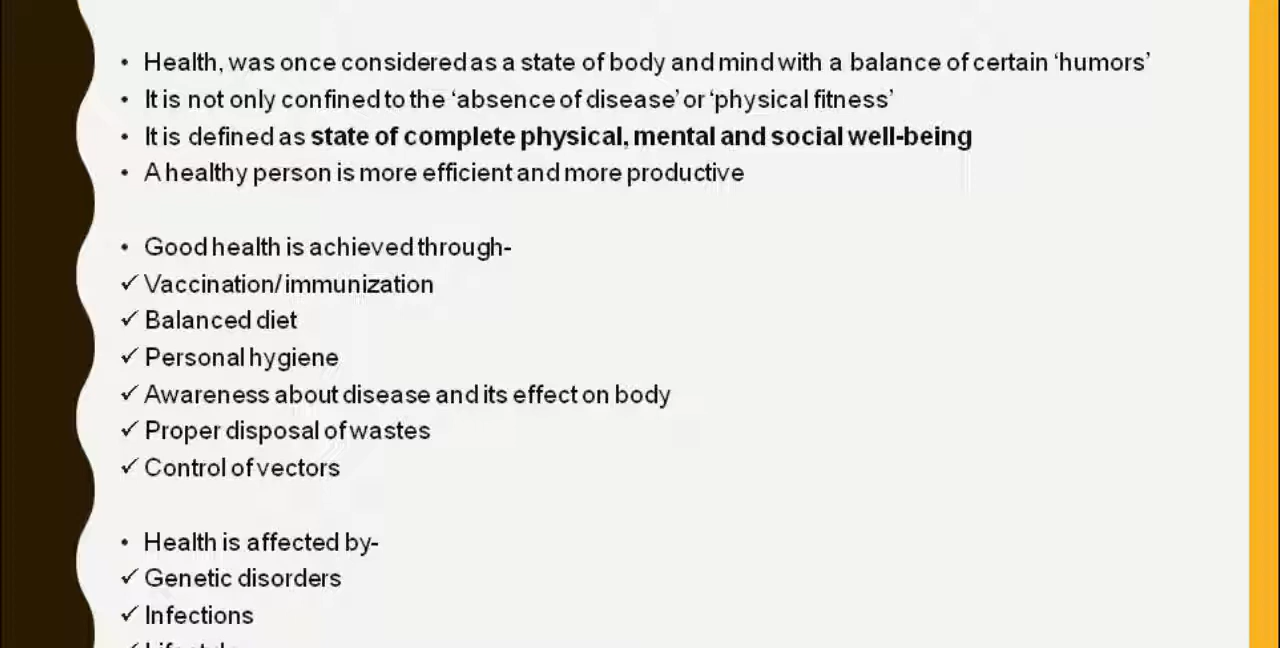 • Health, was once considered as a state of body and mind with a balance of certain ‘humors’
• It is not only confined to the ‘absence of disease’ or ‘physical fitness’
• It is defined as state of complete physical, mental and social well-being
• A healthy person is more efficient and more productive
• Good health is achieved through-
✓ Vaccination/immunization
✓ Balanced diet
✓ Personal hygiene
✓ Awareness about disease and its effect on body
✓ Proper disposal of wastes
✓ Control of vectors
• Health is affected by-
✓ Genetic disorders
✓ Infections